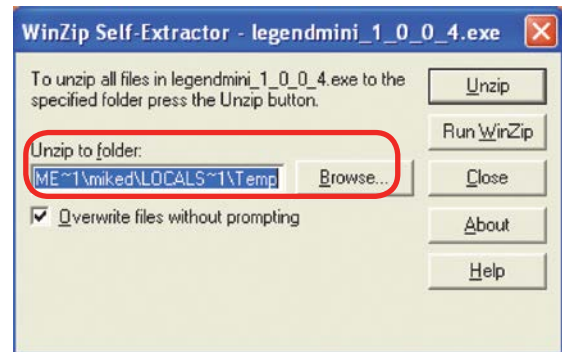 WinZip Self-Extractor - legendmini_1_0_0_4.exe
To unzip all files in legendmini_1_0_0_4.exe to the
specified folder press the Unzip button.
Unzip to folder:
ME~1\miked\LOCALS~1\Temp
Browse...
Overwrite files without prompting
Unzip
Run WinZip
Close
About
Help